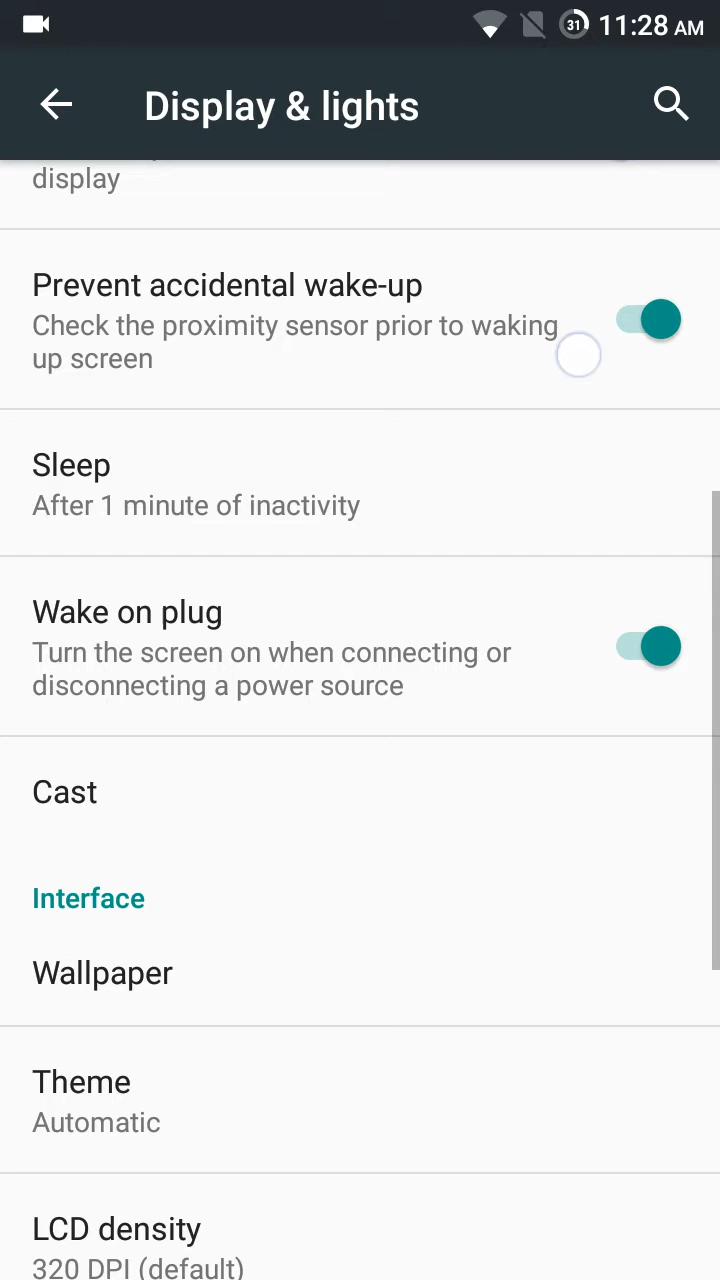 31 11:28 AM
Display & lights
display
Prevent accidental wake-up
Check the proximity sensor prior to waking
up screen
Sleep
After 1 minute of inactivity
Wake on plug
Turn the screen on when connecting or
disconnecting a power source
Cast
Interface
Wallpaper
Theme
Automatic
LCD density
320 DPI (default)